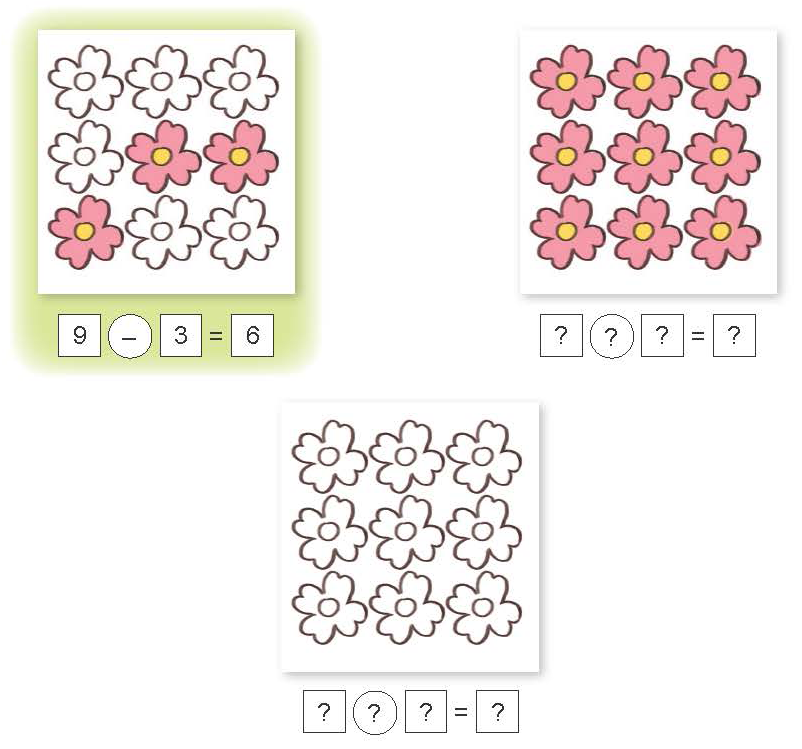 9 – 3 = 6
? ? ? = ?
? ? ? = ?